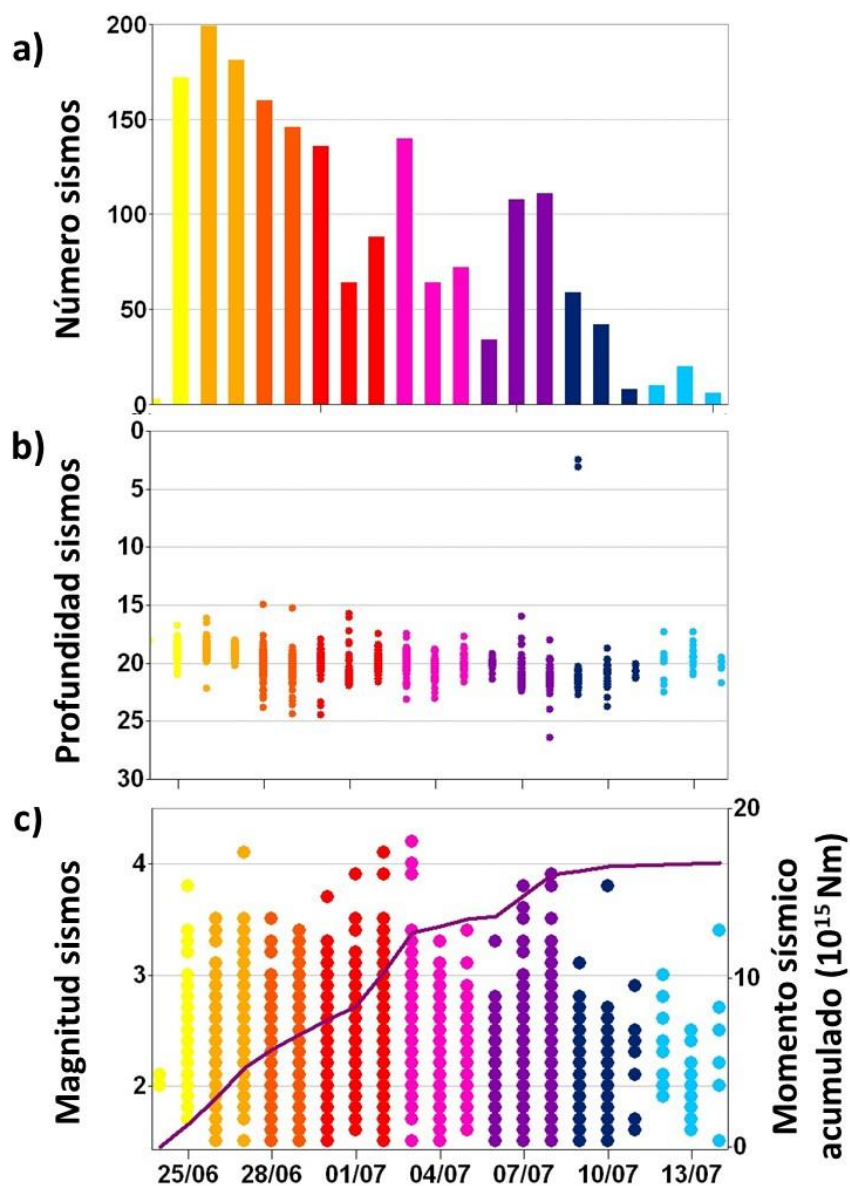 a)
Número sismos
200
150
100
50
0
b)
Profundidad sismos
0
5
10
15
20
25
30
c)
Magnitud sismos
4
3
2
20
10
0
Momento sísmico
acumulado (10¹⁵ Nm)
25/06 28/06 01/07 04/07 07/07 10/07 13/07